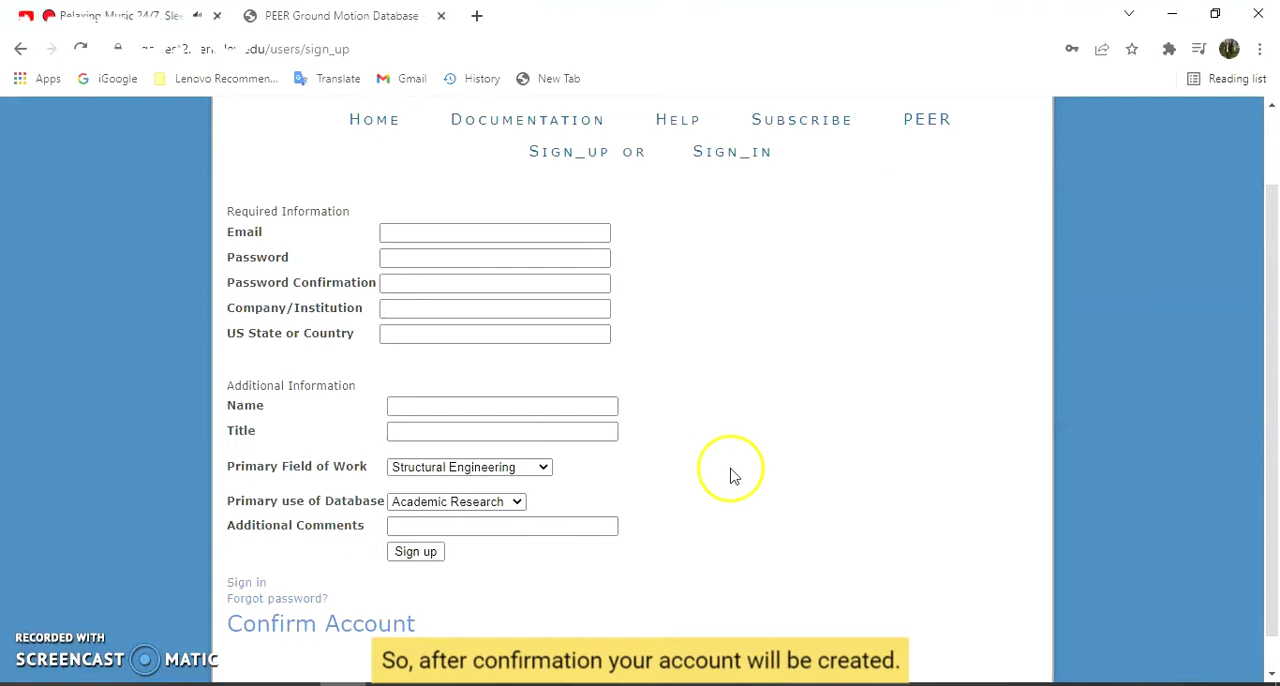 Relaxing Music 24/7, Sle
PEER Ground Motion Database
edu/users/sign_up
Apps
iGoogle
Lenovo Recommen...
Translate
Gmail
History
New Tab
Reading list
HOME
DOCUMENTATION
HELP
SUBSCRIBE
PEER
SIGN_UP OR
SIGN_IN
Required Information
Email
Password
Password Confirmation
Company/Institution
US State or Country
Additional Information
Name
Title
Primary Field of Work
Structural Engineering
Primary use of Database
Academic Research
Additional Comments
Sign up
Sign in
Forgot password?
Confirm Account
RECORDED WITH
SCREENCAST MATIC
So, after confirmation your account will be created.